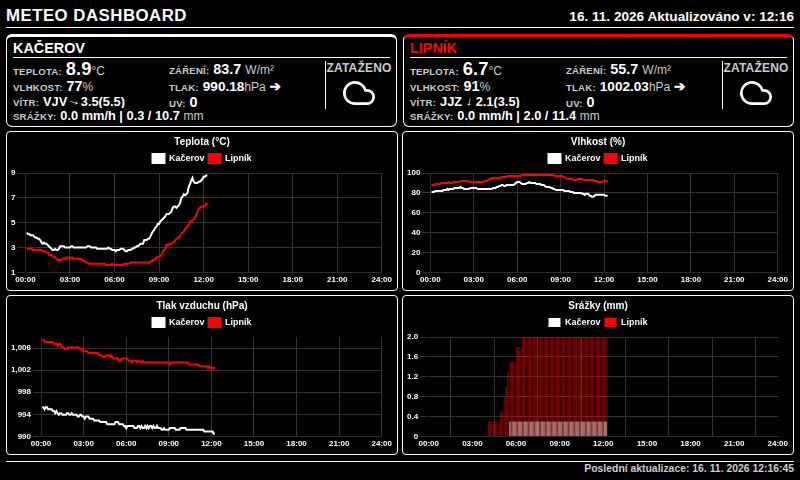 METEO DASHBOARD
16. 11. 2026 Aktualizováno v: 12:16
KAČEROV
TEPLOTA: 8.9°C
ZÁŘENÍ: 83.7 W/m²
ZATAŽENO
VLHKOST: 77%
TLAK: 990.18hPa ➔
VÍTR: VJV → 3.5(5.5)
UV: 0
SRÁŽKY: 0.0 mm/h | 0.3 / 10.7 mm
LIPNÍK
TEPLOTA: 6.7°C
ZÁŘENÍ: 55.7 W/m²
ZATAŽENO
VLHKOST: 91%
TLAK: 1002.03hPa ➔
VÍTR: JJZ ↓ 2.1(3.5)
UV: 0
SRÁŽKY: 0.0 mm/h | 2.0 / 11.4 mm
Teplota (°C)
Kačerov Lipník
9
7
5
3
1
00:00 03:00 06:00 09:00 12:00 15:00 18:00 21:00 24:00
Vlhkost (%)
Kačerov Lipník
100
80
60
40
20
0
00:00 03:00 06:00 09:00 12:00 15:00 18:00 21:00 24:00
Tlak vzduchu (hPa)
Kačerov Lipník
1,006
1,002
998
994
990
00:00 03:00 06:00 09:00 12:00 15:00 18:00 21:00 24:00
Srážky (mm)
Kačerov Lipník
2.0
1.6
1.2
0.8
0.4
0
00:00 03:00 06:00 09:00 12:00 15:00 18:00 21:00 24:00
Poslední aktualizace: 16. 11. 2026 12:16:45